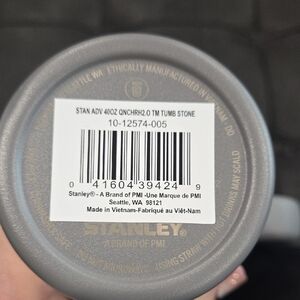 STAN ADV 40OZ QNCHRH2.O TM TUMB STONE
10-12574-005
0 41604 39424 9
Stanley® - A Brand of PMI -Une Marque de PMI
Seattle, WA 98121
Made in Vietnam-Fabriqué au Viêt-Nam
STANLEY®
A BRAND OF PMI
ETHICALLY MANUFACTURED IN